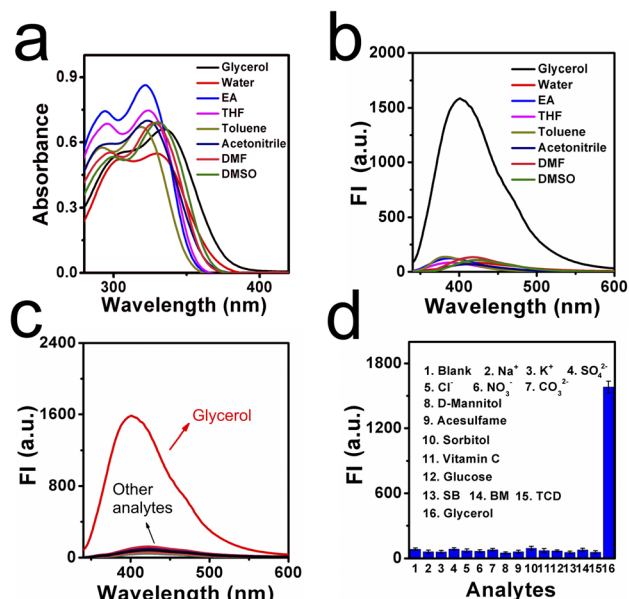 a
Absorbance
0.9
0.6
0.3
0.0
300
400
Wavelength (nm)
Glycerol
Water
EA
THF
Toluene
Acetonitrile
DMF
DMSO
b
FI (a.u.)
2000
1500
1000
500
0
400
500
600
Wavelength (nm)
Glycerol
Water
EA
THF
Toluene
Acetonitrile
DMF
DMSO
c
FI (a.u.)
2400
1600
800
0
400
500
600
Wavelength (nm)
Glycerol
Other
analytes
d
FI (a.u.)
1800
1200
600
0
1. Blank 2. Na⁺ 3. K⁺ 4. SO₄²⁻
5. Cl⁻ 6. NO₃⁻ 7. CO₃²⁻
8. D-Mannitol
9. Acesulfame
10. Sorbitol
11. Vitamin C
12. Glucose
13. SB 14. BM 15. TCD
16. Glycerol
1 2 3 4 5 6 7 8 9 10 11 12 13 14 15 16
Analytes